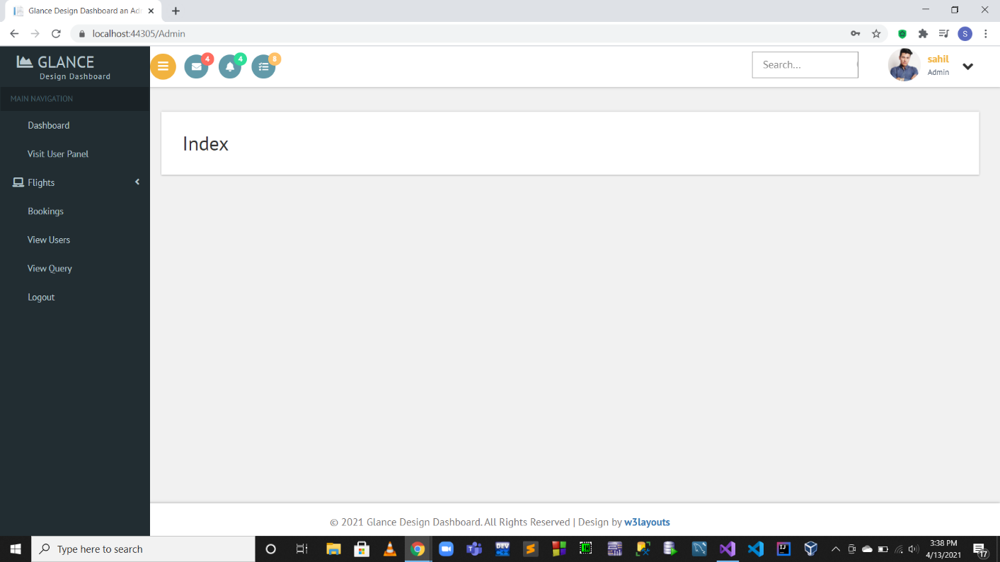 Glance Design Dashboard an Ad
localhost:44305/Admin
S
GLANCE
Design Dashboard
4
4
8
Search...
sahil
Admin
MAIN NAVIGATION
Dashboard
Visit User Panel
Flights
Bookings
View Users
View Query
Logout
Index
© 2021 Glance Design Dashboard. All Rights Reserved | Design by w3layouts
Type here to search
DEV
IJ
3:38 PM
4/13/2021
17